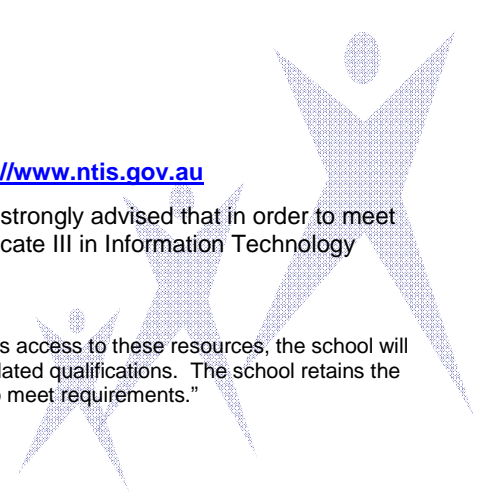 //www.ntis.gov.au
strongly advised that in order to meet
cate III in Information Technology
s access to these resources, the school will
lated qualifications. The school retains the
o meet requirements.”